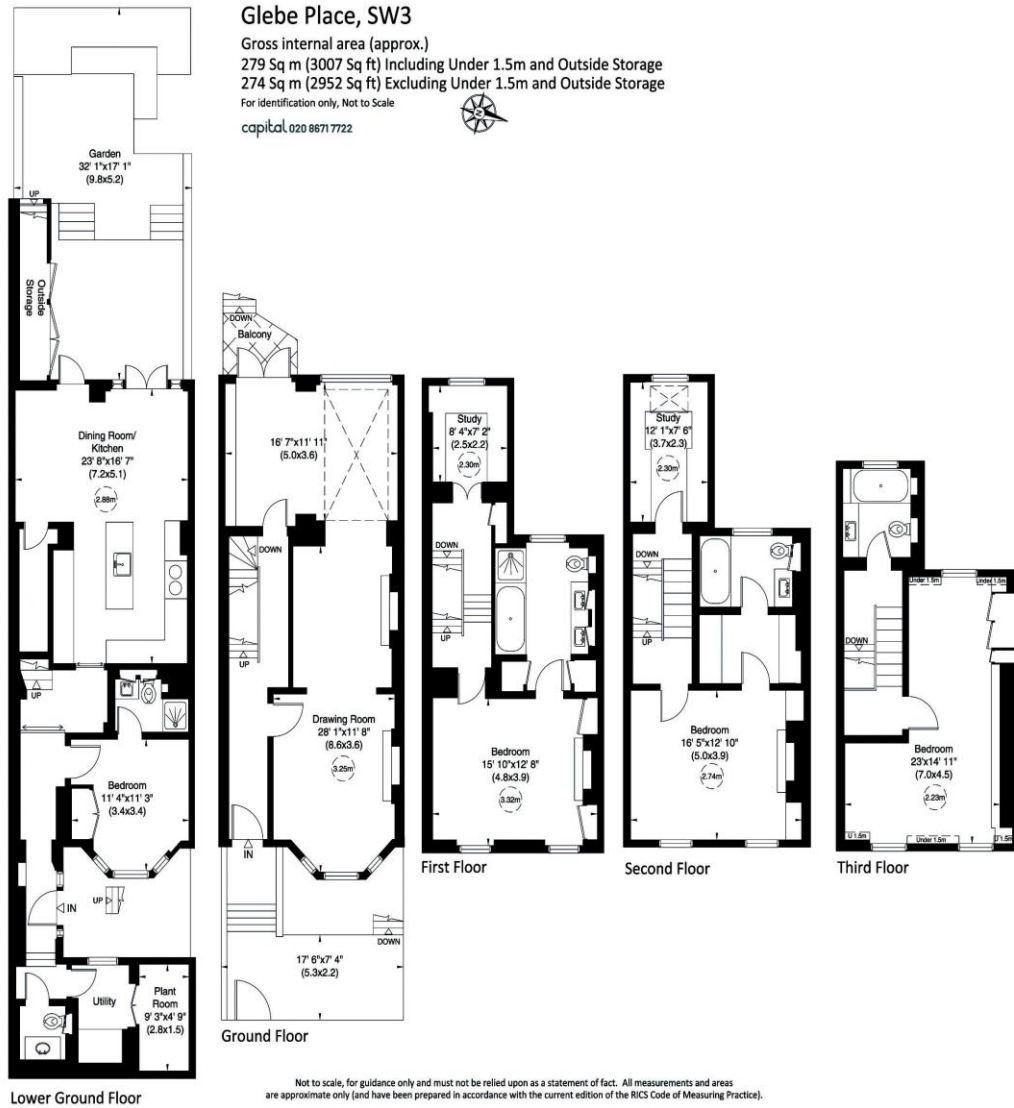 Glebe Place, SW3
Gross internal area (approx.)
279 Sq m (3007 Sq ft) Including Under 1.5m and Outside Storage
274 Sq m (2952 Sq ft) Excluding Under 1.5m and Outside Storage
For identification only, Not to Scale
capital 020 8671 7722
N
Garden
32' 1"x17' 1"
(9.8x5.2)
UP
Outside
Storage
Dining Room/
Kitchen
23' 8"x16' 7"
(7.2x5.1)
2.88m
UP
Bedroom
11' 4"x11' 3"
(3.4x3.4)
UP
IN
Utility
Plant
Room
9' 3"x4' 9"
(2.8x1.5)
Lower Ground Floor
DOWN
Balcony
16' 7"x11' 11"
(5.0x3.6)
DOWN
UP
Drawing Room
28' 1"x11' 8"
(8.6x3.6)
3.25m
IN
DOWN
17' 6"x7' 4"
(5.3x2.2)
Ground Floor
Study
8' 4"x7' 2"
(2.5x2.2)
2.30m
DOWN
UP
Bedroom
15' 10"x12' 8"
(4.8x3.9)
3.32m
First Floor
Study
12' 1"x7' 6"
(3.7x2.3)
2.30m
DOWN
UP
Bedroom
16' 5"x12' 10"
(5.0x3.9)
2.74m
Second Floor
Under 1.5m
Under 1.5m
DOWN
Bedroom
23'x14' 11"
(7.0x4.5)
2.23m
U 1.5m
Under 1.5m
U 1.5m
Third Floor
Not to scale, for guidance only and must not be relied upon as a statement of fact. All measurements and areas
are approximate only (and have been prepared in accordance with the current edition of the RICS Code of Measuring Practice).